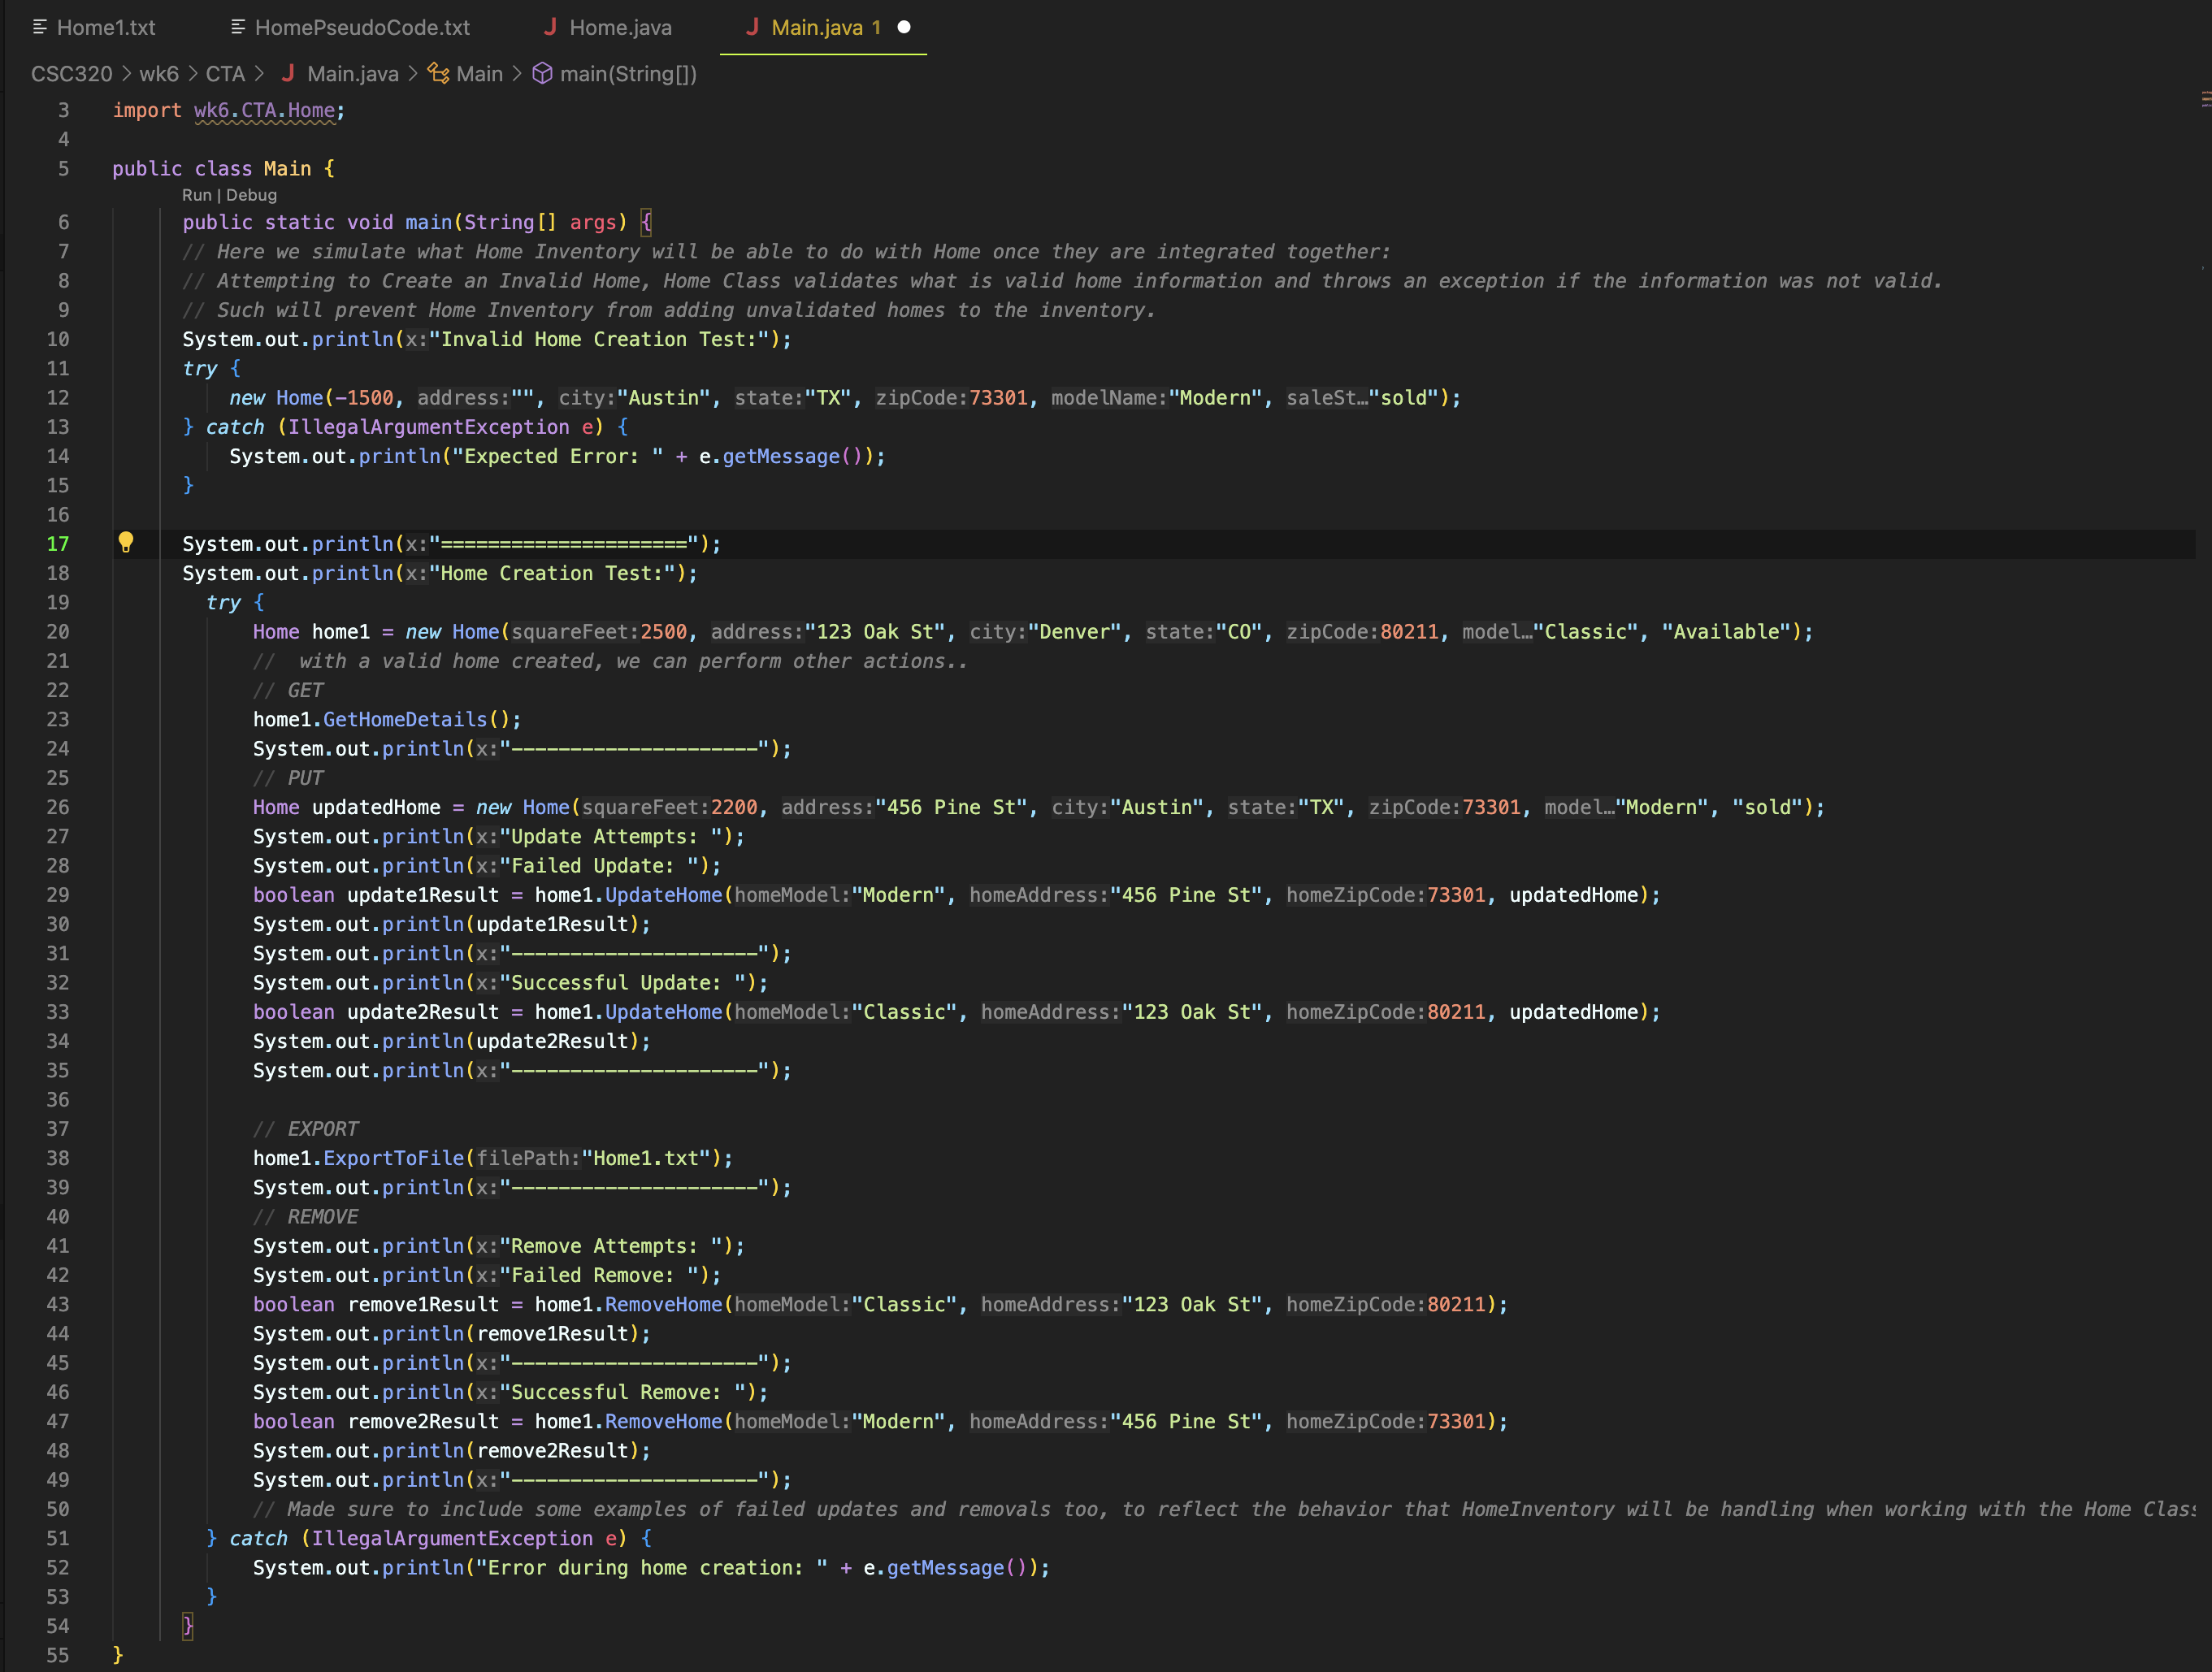 Home1.txt HomePseudoCode.txt J Home.java J Main.java 1
CSC320 > wk6 > CTA > J Main.java > Main > main(String[])
3 import wk6.CTA.Home;
4
5 public class Main {
Run | Debug
6 public static void main(String[] args) {
7 // Here we simulate what Home Inventory will be able to do with Home once they are integrated together:
8 // Attempting to Create an Invalid Home, Home Class validates what is valid home information and throws an exception if the information was not valid.
9 // Such will prevent Home Inventory from adding unvalidated homes to the inventory.
10 System.out.println(x:"Invalid Home Creation Test:");
11 try {
12 new Home(-1500, address:"", city:"Austin", state:"TX", zipCode:73301, modelName:"Modern", saleSt…"sold");
13 } catch (IllegalArgumentException e) {
14 System.out.println("Expected Error: " + e.getMessage());
15 }
16
17 System.out.println(x:"=====================");
18 System.out.println(x:"Home Creation Test:");
19 try {
20 Home home1 = new Home(squareFeet:2500, address:"123 Oak St", city:"Denver", state:"CO", zipCode:80211, model…"Classic", "Available");
21 //  with a valid home created, we can perform other actions..
22 // GET
23 home1.GetHomeDetails();
24 System.out.println(x:"---------------------");
25 // PUT
26 Home updatedHome = new Home(squareFeet:2200, address:"456 Pine St", city:"Austin", state:"TX", zipCode:73301, model…"Modern", "sold");
27 System.out.println(x:"Update Attempts: ");
28 System.out.println(x:"Failed Update: ");
29 boolean update1Result = home1.UpdateHome(homeModel:"Modern", homeAddress:"456 Pine St", homeZipCode:73301, updatedHome);
30 System.out.println(update1Result);
31 System.out.println(x:"---------------------");
32 System.out.println(x:"Successful Update: ");
33 boolean update2Result = home1.UpdateHome(homeModel:"Classic", homeAddress:"123 Oak St", homeZipCode:80211, updatedHome);
34 System.out.println(update2Result);
35 System.out.println(x:"---------------------");
36
37 // EXPORT
38 home1.ExportToFile(filePath:"Home1.txt");
39 System.out.println(x:"---------------------");
40 // REMOVE
41 System.out.println(x:"Remove Attempts: ");
42 System.out.println(x:"Failed Remove: ");
43 boolean remove1Result = home1.RemoveHome(homeModel:"Classic", homeAddress:"123 Oak St", homeZipCode:80211);
44 System.out.println(remove1Result);
45 System.out.println(x:"---------------------");
46 System.out.println(x:"Successful Remove: ");
47 boolean remove2Result = home1.RemoveHome(homeModel:"Modern", homeAddress:"456 Pine St", homeZipCode:73301);
48 System.out.println(remove2Result);
49 System.out.println(x:"---------------------");
50 // Made sure to include some examples of failed updates and removals too, to reflect the behavior that HomeInventory will be handling when working with the Home Clas
51 } catch (IllegalArgumentException e) {
52 System.out.println("Error during home creation: " + e.getMessage());
53 }
54 }
55 }